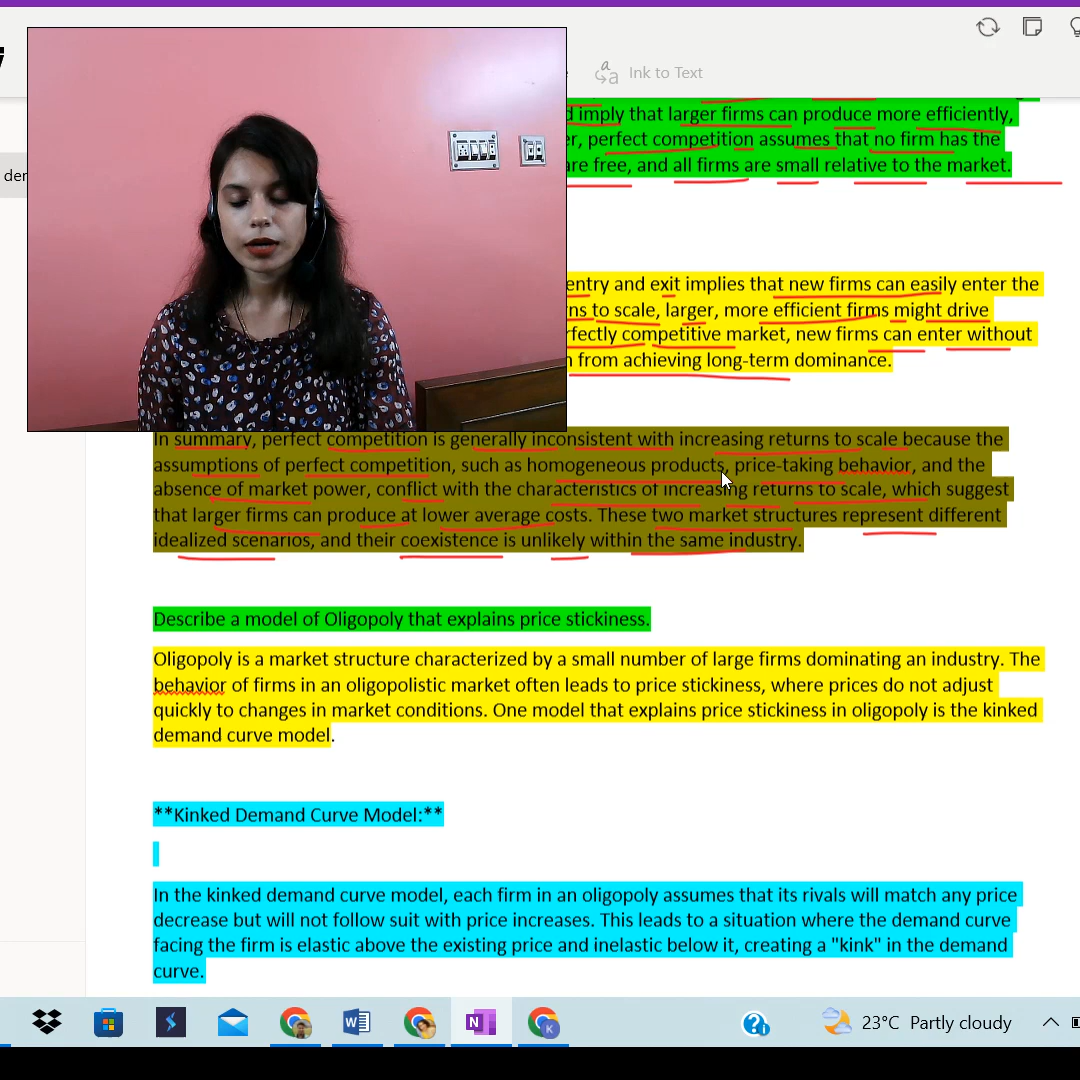 Ink to Text
d imply that larger firms can produce more efficiently,
er, perfect competition assumes that no firm has the
are free, and all firms are small relative to the market.
der
entry and exit implies that new firms can easily enter the
ns to scale, larger, more efficient firms might drive
rfectly competitive market, new firms can enter without
from achieving long-term dominance.
In summary, perfect competition is generally inconsistent with increasing returns to scale because the
assumptions of perfect competition, such as homogeneous products, price-taking behavior, and the
absence of market power, conflict with the characteristics of increasing returns to scale, which suggest
that larger firms can produce at lower average costs. These two market structures represent different
idealized scenarios, and their coexistence is unlikely within the same industry.
Describe a model of Oligopoly that explains price stickiness.
Oligopoly is a market structure characterized by a small number of large firms dominating an industry. The
behavior of firms in an oligopolistic market often leads to price stickiness, where prices do not adjust
quickly to changes in market conditions. One model that explains price stickiness in oligopoly is the kinked
demand curve model.
**Kinked Demand Curve Model:**
In the kinked demand curve model, each firm in an oligopoly assumes that its rivals will match any price
decrease but will not follow suit with price increases. This leads to a situation where the demand curve
facing the firm is elastic above the existing price and inelastic below it, creating a "kink" in the demand
curve.
23°C Partly cloudy